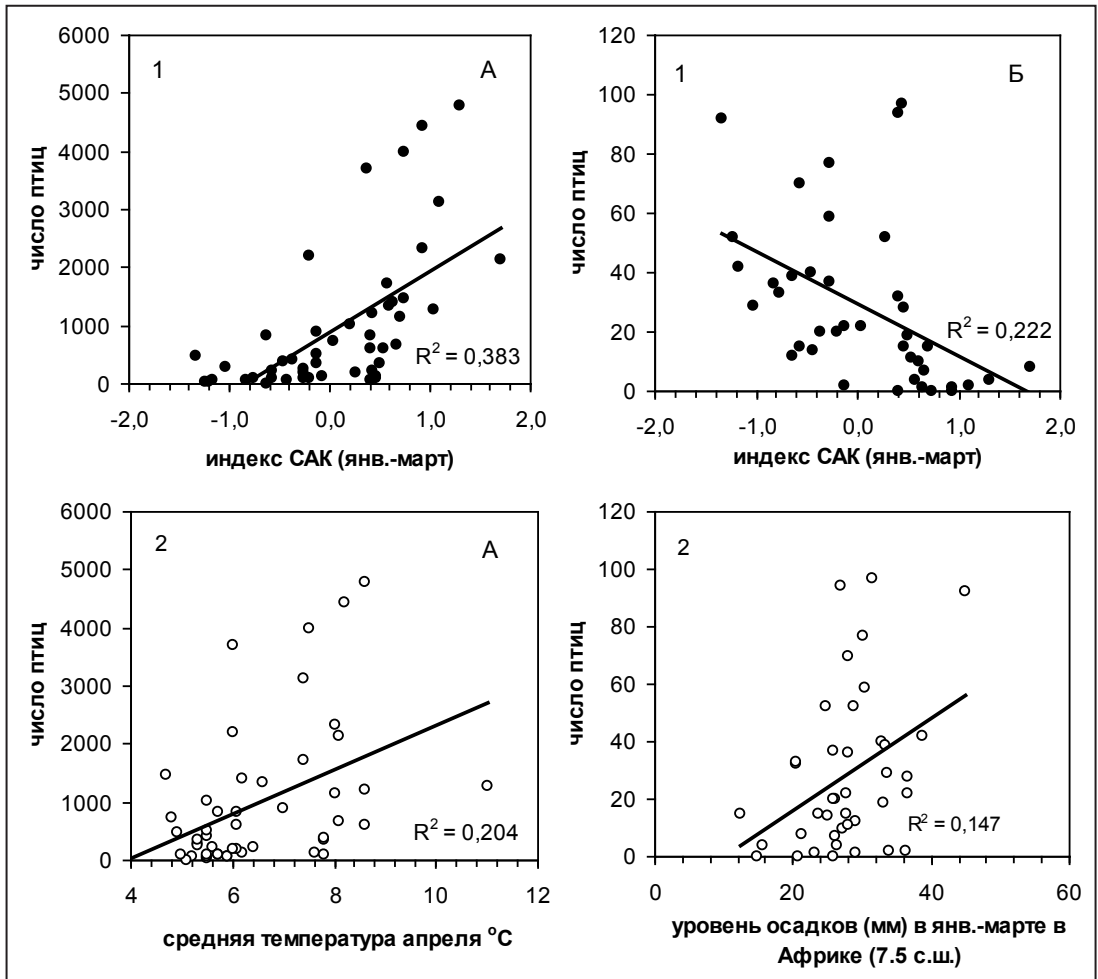 1
А
число птиц
6000
5000
4000
3000
2000
1000
0
R² = 0,383
-2,0 -1,0 0,0 1,0 2,0
индекс САК (янв.-март)
1
Б
число птиц
120
100
80
60
40
20
0
R² = 0,222
-2,0 -1,0 0,0 1,0 2,0
индекс САК (янв.-март)
2
А
число птиц
6000
5000
4000
3000
2000
1000
0
R² = 0,204
4 6 8 10 12
средняя температура апреля °С
2
число птиц
120
100
80
60
40
20
0
R² = 0,147
0 20 40 60
уровень осадков (мм) в янв.-марте в
Африке (7.5 с.ш.)